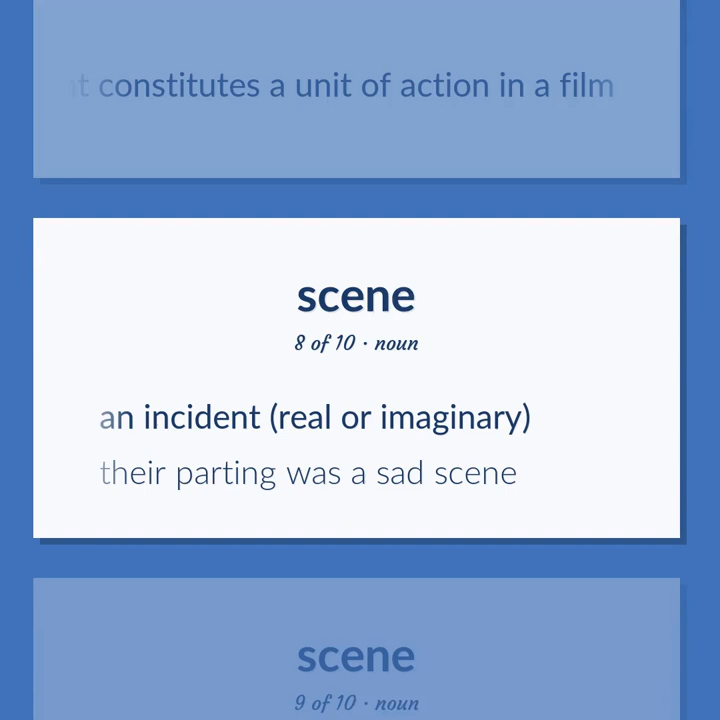 constitutes a unit of action in a film
scene
8 of 10 · noun
an incident (real or imaginary)
their parting was a sad scene
scene
9 of 10 · noun